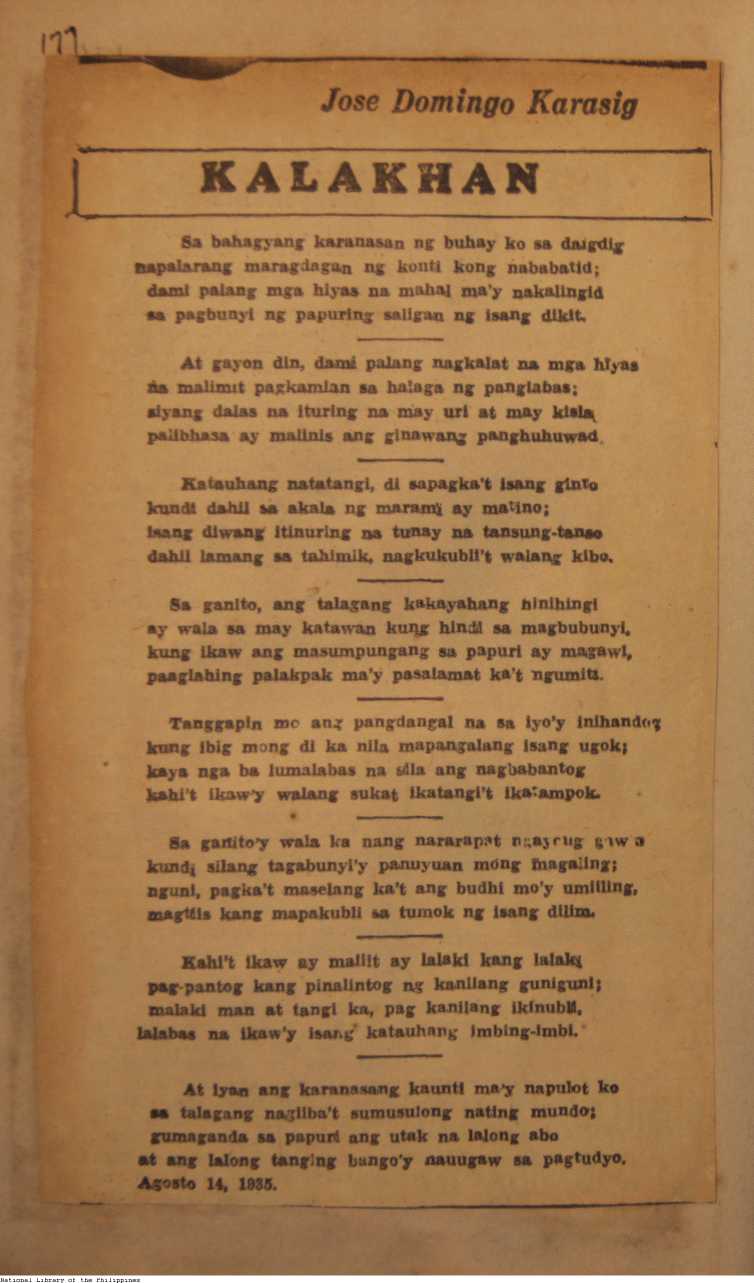 177
Jose Domingo Karasig
KALAKHAN
Sa bahagyang karanasan ng buhay ko sa daigdig
napalarang maragdagan ng konti kong nababatid;
dami palang mga hiyas na mahal ma'y nakalingid
sa pagbunyi ng papuring saligan ng isang dikit.
At gayon din, dami palang nagkalat na mga hiyas
na malimit pagkamlan sa halaga ng panglabas;
siyang dalas na ituring na may uri at may kisla
palibhasa ay malinis ang ginawang panghuhuwad.
Katauhang natatangi, di sapagka't isang ginto
kundi dahil sa akala ng marami ay matino;
isang diwang itinuring na tunay na tansung-tanso
dahil lamang sa tahimik, nagkukubli't walang kibo.
Sa ganito, ang talagang kakayahang hinihingi
ay wala sa may katawan kung hindi sa magbubunyi,
kung ikaw ang masumpungang sa papuri ay magawi,
paaglahing palakpak ma'y pasalamat ka't ngumiti.
Tanggapin mo ang pangdangal na sa iyo'y inihandog
kung ibig mong di ka nila mapangalang isang ugok;
kaya nga ba lumalabas na sila ang nagbabantog
kahi't ikaw'y walang sukat ikatangi't ikatampok.
Sa ganito'y wala ka nang nararapat ngayong gawa
kundi silang tagabunyi'y panuyuan mong magaling;
nguni, pagka't maselang ka't ang budhi mo'y umiiling,
magtiis kang mapakubli sa tumok ng isang dilim.
Kahi't ikaw ay maliit ay lalaki kang lalaki
pag-pantog kang pinalintog ng kanilang guniguni;
malaki man at tangi ka, pag kanilang ikinubli,
lalabas na ikaw'y isang katauhang imbing-imbi.
At iyan ang karanasang kaunti ma'y napulot ko
sa talagang nagiiba't sumusulong nating mundo;
gumaganda sa papuri ang utak na lalong abo
at ang lalong tanging bango'y nauugaw sa pagtudyo.
Agosto 14, 1935.
National Library of the Philippines